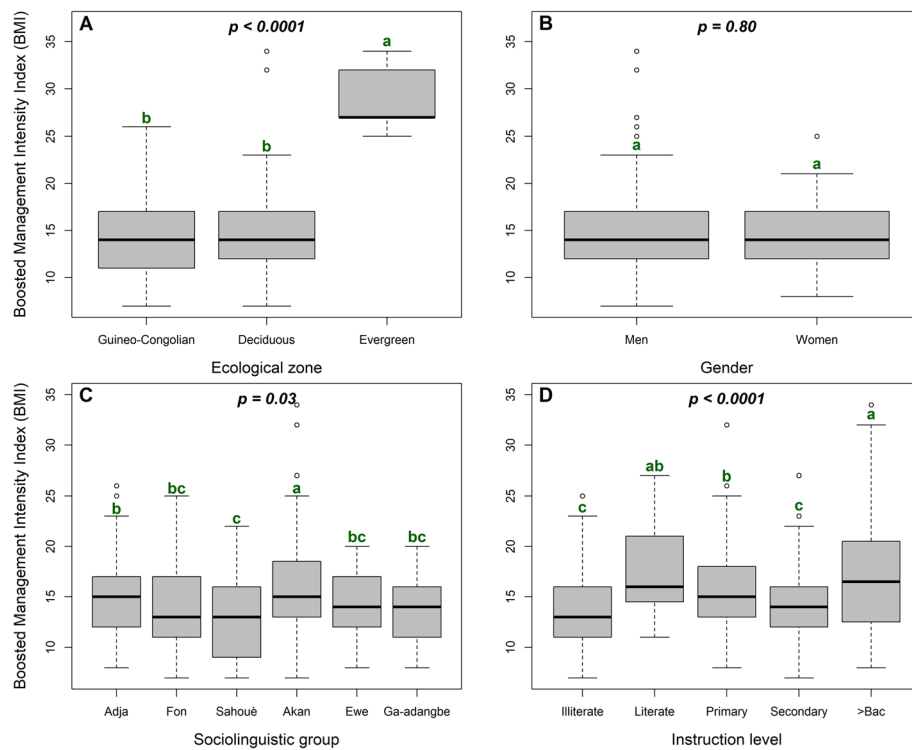 A
p < 0.0001
Boosted Management Intensity Index (BMI)
35
30
25
20
15
10
b
b
a
Guineo-Congolian Deciduous Evergreen
Ecological zone
B
p = 0.80
35
30
25
20
15
10
a
a
Men Women
Gender
C
p = 0.03
Boosted Management Intensity Index (BMI)
35
30
25
20
15
10
b bc c a bc bc
Adja Fon Sahouè Akan Ewe Ga-adangbe
Sociolinguistic group
D
p < 0.0001
35
30
25
20
15
10
c ab b c a
Illiterate Literate Primary Secondary >Bac
Instruction level